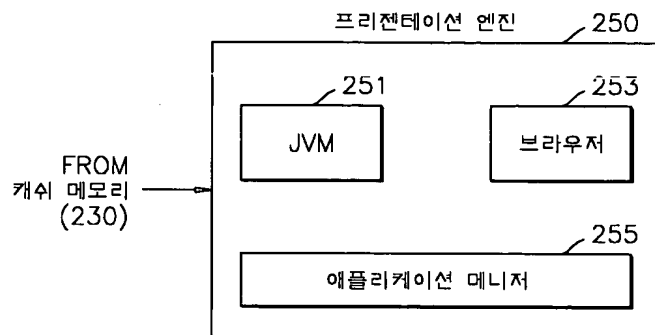 프리젠테이션 엔진
250
251
253
JVM
브라우저
FROM
캐쉬 메모리
(230)
255
애플리케이션 메니저